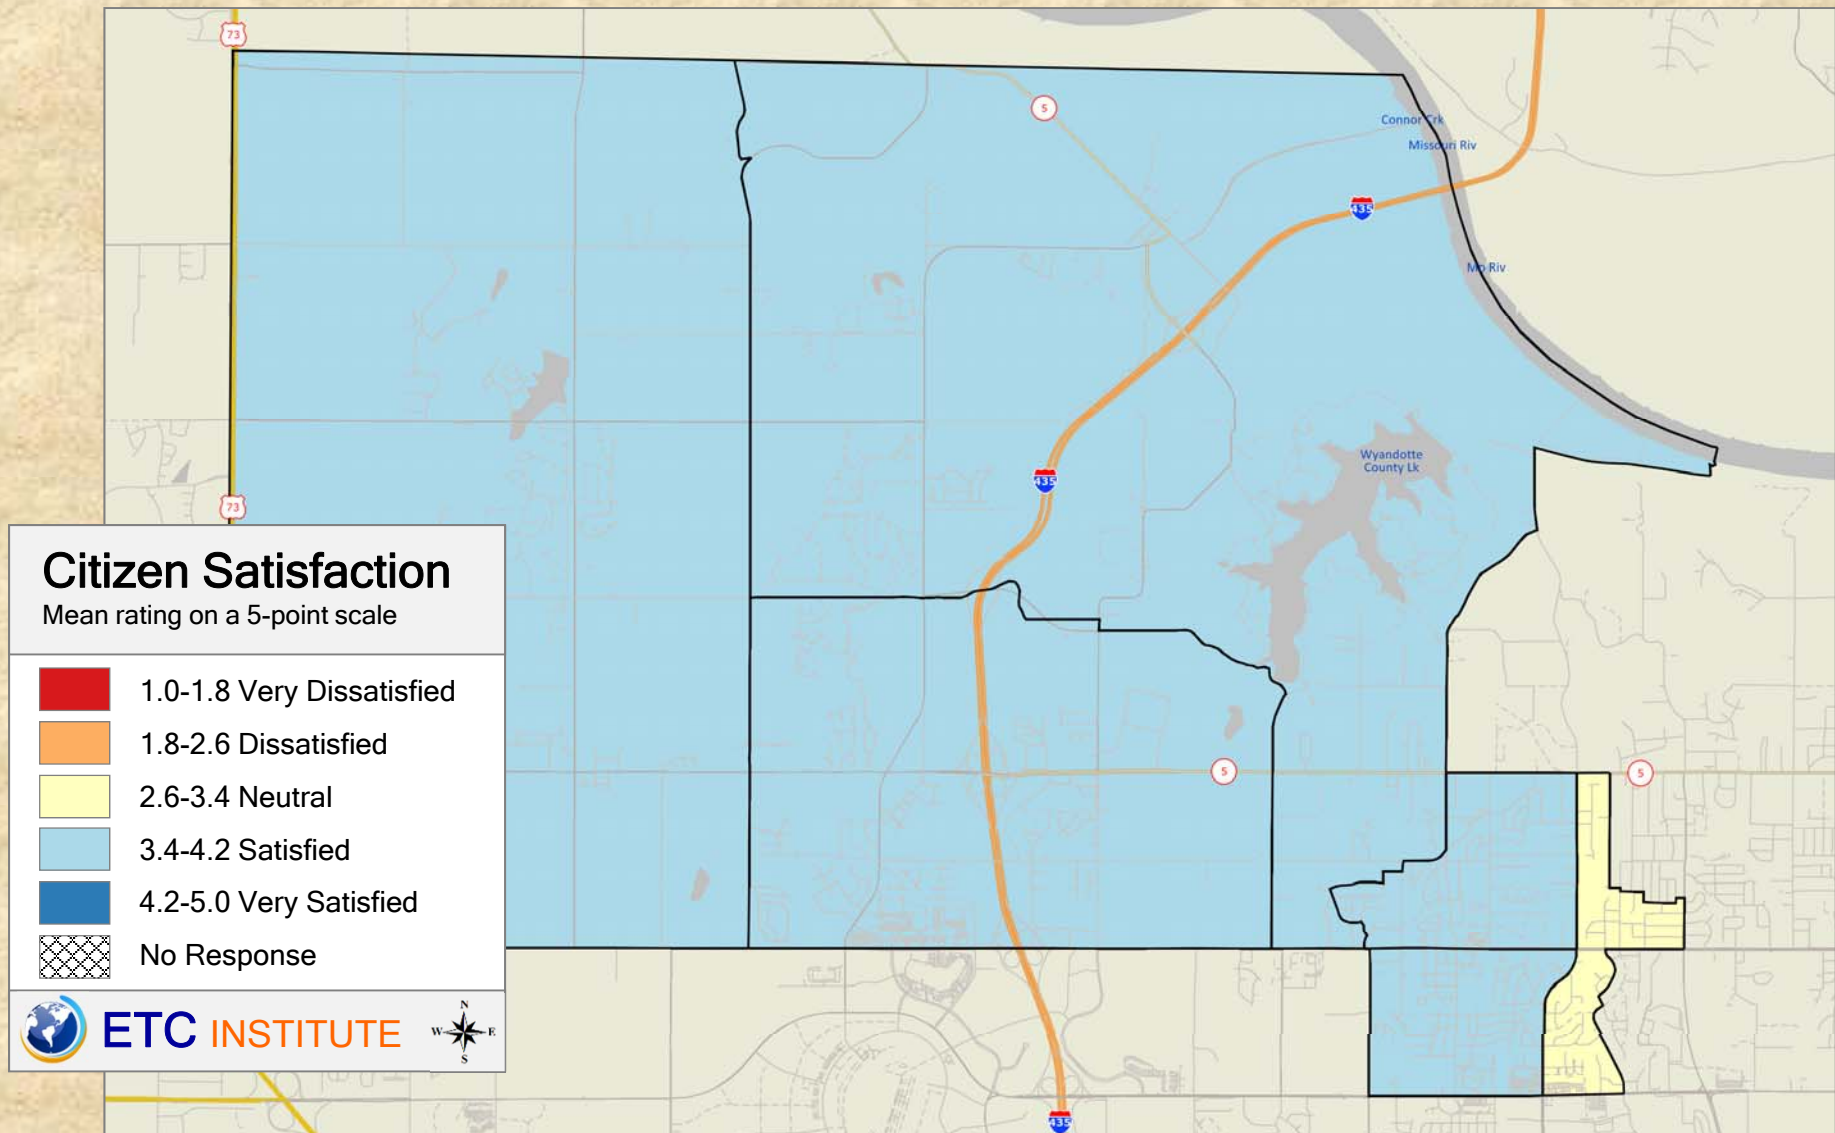 73
5
Connor Crk
Missouri Riv
435
Mo Riv
Wyandotte
County Lk
435
73
Citizen Satisfaction
Mean rating on a 5-point scale
1.0-1.8 Very Dissatisfied
1.8-2.6 Dissatisfied
2.6-3.4 Neutral
3.4-4.2 Satisfied
4.2-5.0 Very Satisfied
No Response
5
5
ETC INSTITUTE
N
W E
S
435